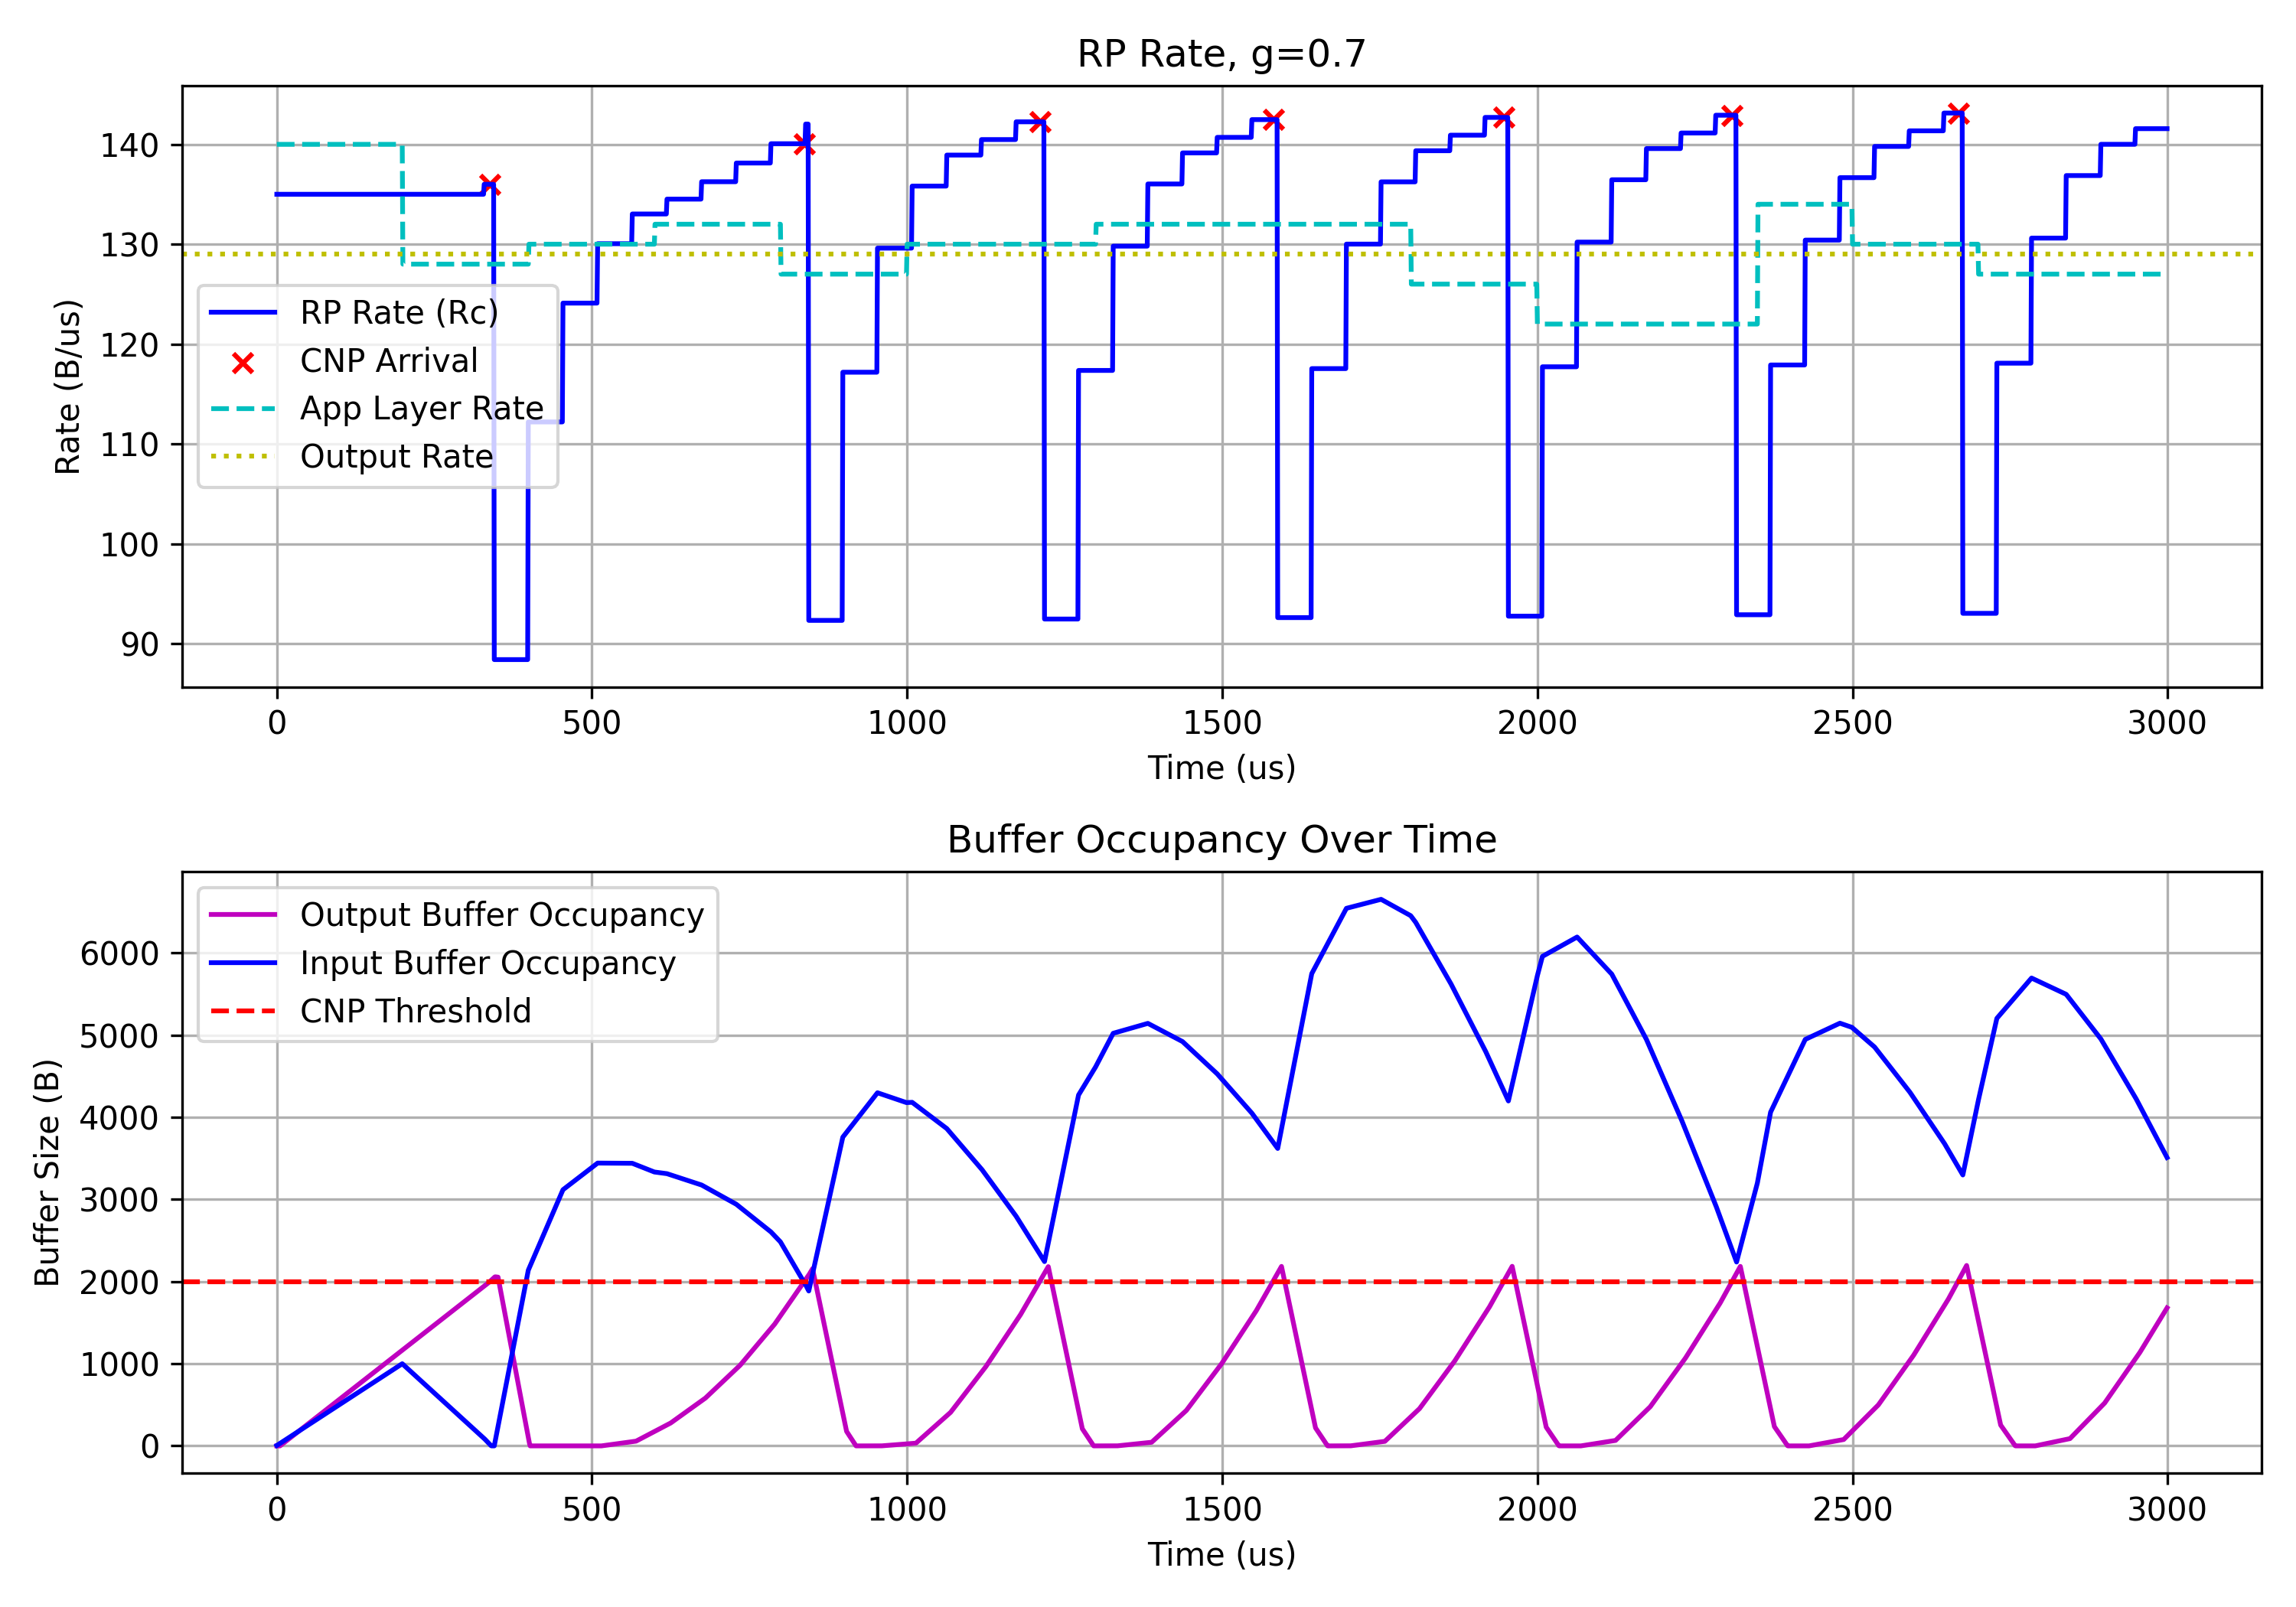 RP Rate, g=0.7
Rate (B/us)
140
130
120
110
100
90
RP Rate (Rc)
CNP Arrival
App Layer Rate
Output Rate
0 500 1000 1500 2000 2500 3000
Time (us)
Buffer Occupancy Over Time
Buffer Size (B)
6000
5000
4000
3000
2000
1000
0
Output Buffer Occupancy
Input Buffer Occupancy
CNP Threshold
0 500 1000 1500 2000 2500 3000
Time (us)